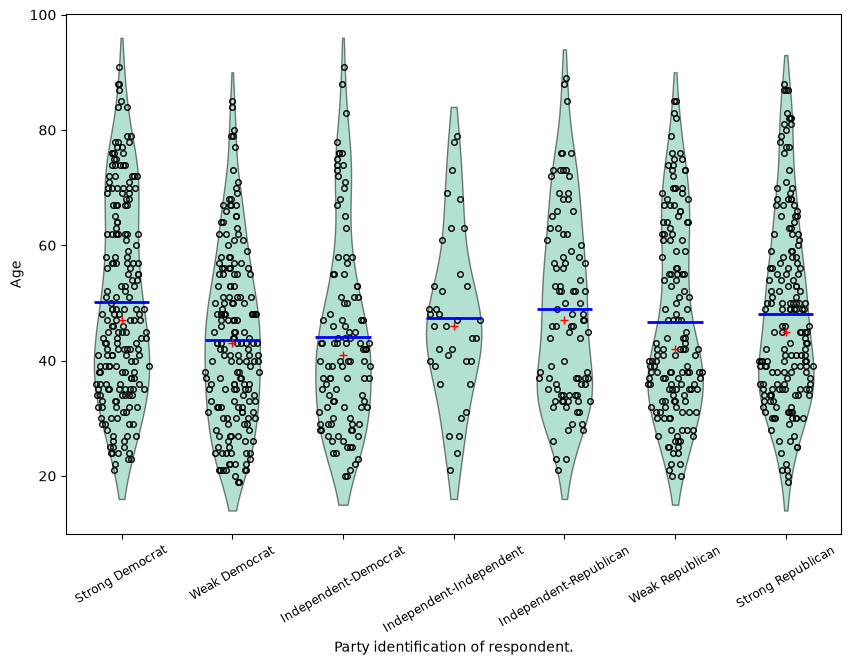 100
80
60
40
20
Age
Strong Democrat
Weak Democrat
Independent-Democrat
Independent-Independent
Independent-Republican
Weak Republican
Strong Republican
Party identification of respondent.